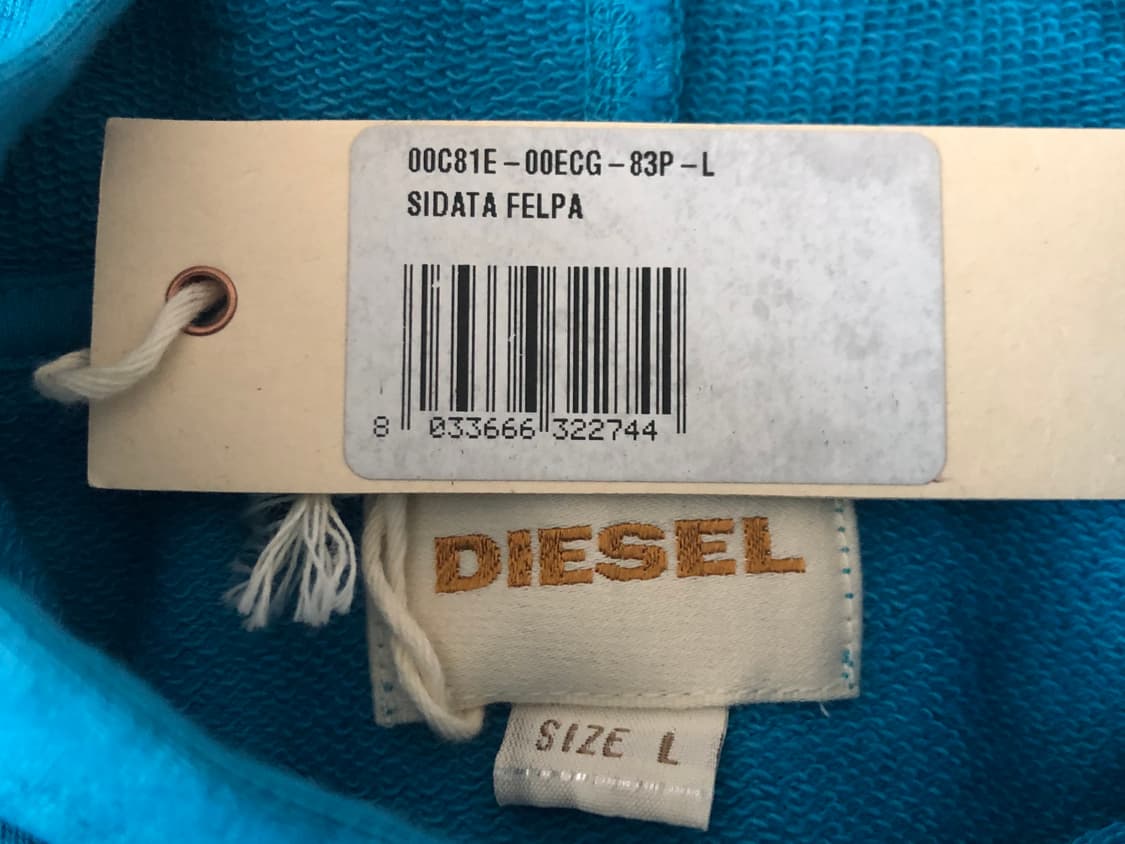 00C81E – 00ECG – 83P – L
SIDATA FELPA
8 033666 322744
DIESEL
SIZE L